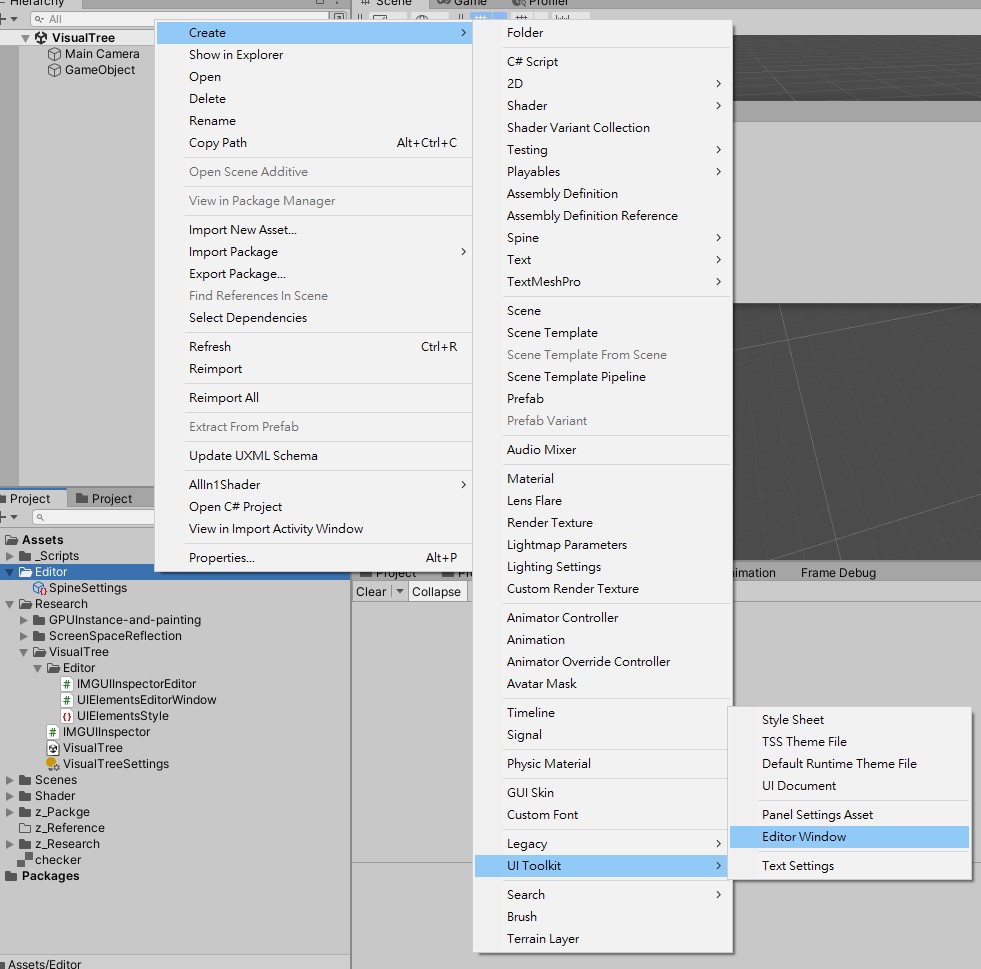 Hierarchy
All
VisualTree
Main Camera
GameObject
Scene
Game
Profiler
Create
Show in Explorer
Open
Delete
Rename
Copy Path Alt+Ctrl+C
Open Scene Additive
View in Package Manager
Import New Asset...
Import Package
Export Package...
Find References In Scene
Select Dependencies
Refresh Ctrl+R
Reimport
Reimport All
Extract From Prefab
Update UXML Schema
AllIn1Shader
Open C# Project
View in Import Activity Window
Properties... Alt+P
Folder
C# Script
2D
Shader
Shader Variant Collection
Testing
Playables
Assembly Definition
Assembly Definition Reference
Spine
Text
TextMeshPro
Scene
Scene Template
Scene Template From Scene
Scene Template Pipeline
Prefab
Prefab Variant
Audio Mixer
Material
Lens Flare
Render Texture
Lightmap Parameters
Lighting Settings
Custom Render Texture
Animator Controller
Animation
Animator Override Controller
Avatar Mask
Timeline
Signal
Physic Material
GUI Skin
Custom Font
Legacy
UI Toolkit
Search
Brush
Terrain Layer
Style Sheet
TSS Theme File
Default Runtime Theme File
UI Document
Panel Settings Asset
Editor Window
Text Settings
Project
Project
Assets
_Scripts
Editor
SpineSettings
Research
GPUInstance-and-painting
ScreenSpaceReflection
VisualTree
Editor
IMGUIInspectorEditor
UIElementsEditorWindow
UIElementsStyle
IMGUIInspector
VisualTree
VisualTreeSettings
Scenes
Shader
z_Packge
z_Reference
z_Research
checker
Packages
Assets/Editor
Project
Pr
imation
Frame Debug
Clear
Collapse